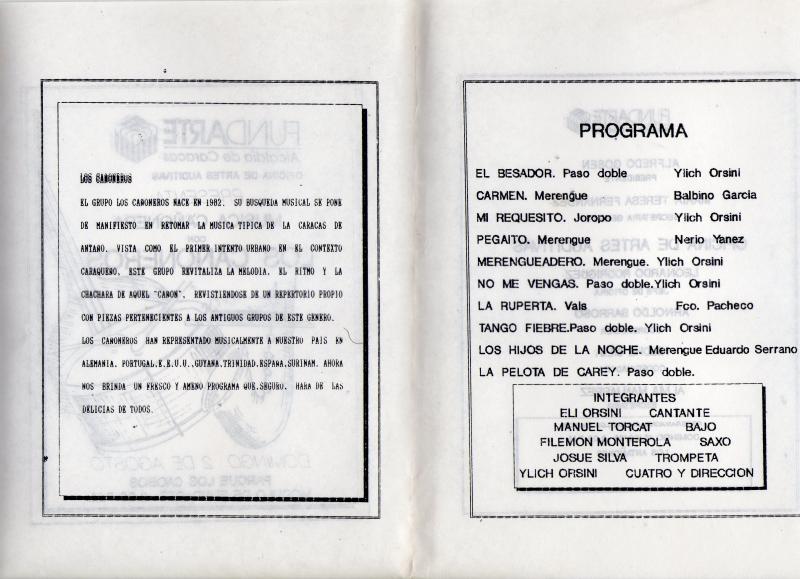 LOS CAÑONEROS
EL GRUPO LOS CAÑONEROS NACE EN 1982. SU BUSQUEDA MUSICAL SE PONE
DE MANIFIESTO EN RETOMAR LA MUSICA TIPICA DE LA CARACAS DE
ANTAÑO. VISTA COMO EL PRIMER INTENTO URBANO EN EL CONTEXTO
CARAQUEÑO, ESTE GRUPO REVITALIZA LA MELODIA, EL RITMO Y LA
CHACHARA DE AQUEL "CAÑON", REVISTIENDOSE DE UN REPERTORIO PROPIO
CON PIEZAS PERTENECIENTES A LOS ANTIGUOS GRUPOS DE ESTE GENERO.
LOS CAÑONEROS HAN REPRESENTADO MUSICALMENTE A NUESTRO PAIS EN
ALEMANIA, PORTUGAL,E.E.U.U.,GUYANA,TRINIDAD,ESPAÑA,SURINAM. AHORA
NOS BRINDA UN FRESCO Y AMENO PROGRAMA QUE,SEGURO, HARA DE LAS
DELICIAS DE TODOS.
PROGRAMA
EL BESADOR. Paso doble Ylich Orsini
CARMEN. Merengue Balbino Garcia
MI REQUESITO. Joropo Ylich Orsini
PEGAITO. Merengue Nerio Yanez
MERENGUEADERO. Merengue. Ylich Orsini
NO ME VENGAS. Paso doble.Ylich Orsini
LA RUPERTA. Vals Fco. Pacheco
TANGO FIEBRE.Paso doble. Ylich Orsini
LOS HIJOS DE LA NOCHE. Merengue Eduardo Serrano
LA PELOTA DE CAREY. Paso doble.
INTEGRANTES
ELI ORSINI CANTANTE
MANUEL TORCAT BAJO
FILEMON MONTEROLA SAXO
JOSUE SILVA TROMPETA
YLICH ORSINI CUATRO Y DIRECCION